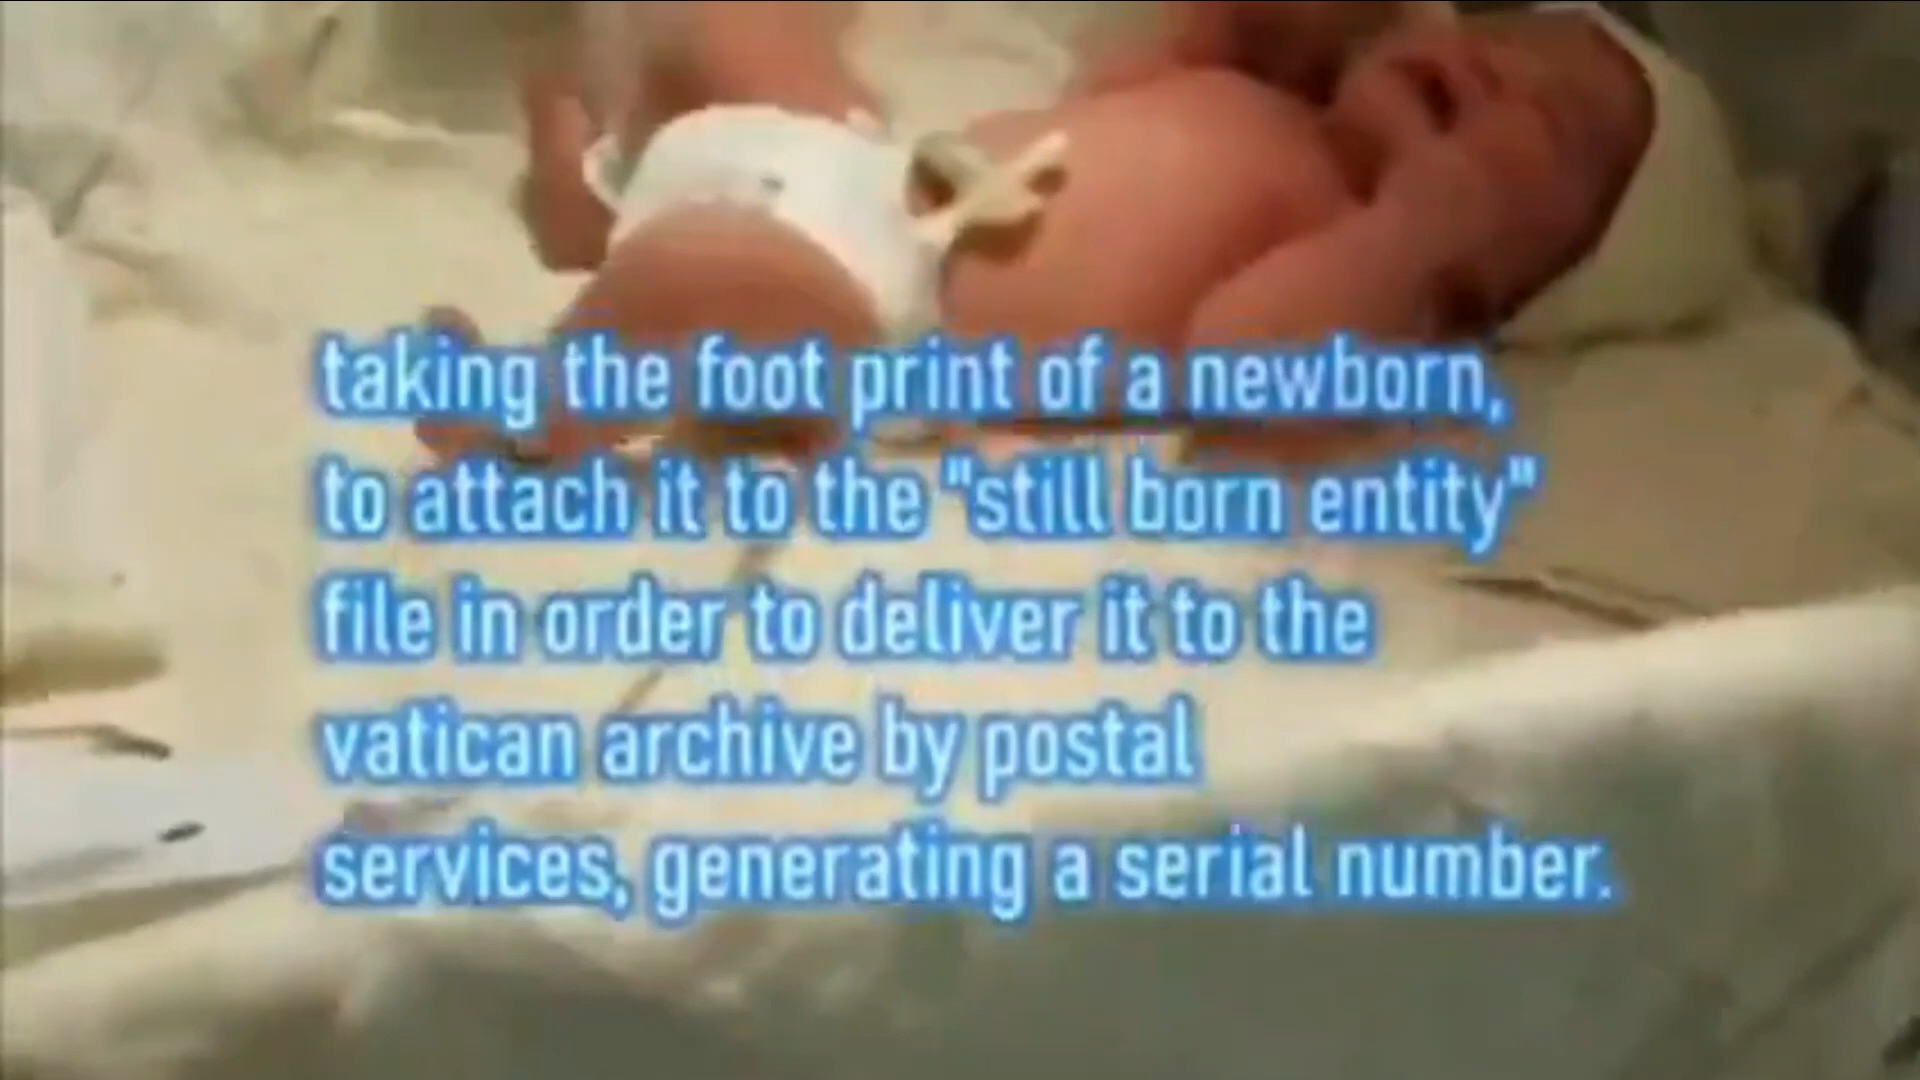 taking the foot print of a newborn,
to attach it to the "still born entity"
file in order to deliver it to the
vatican archive by postal
services, generating a serial number.